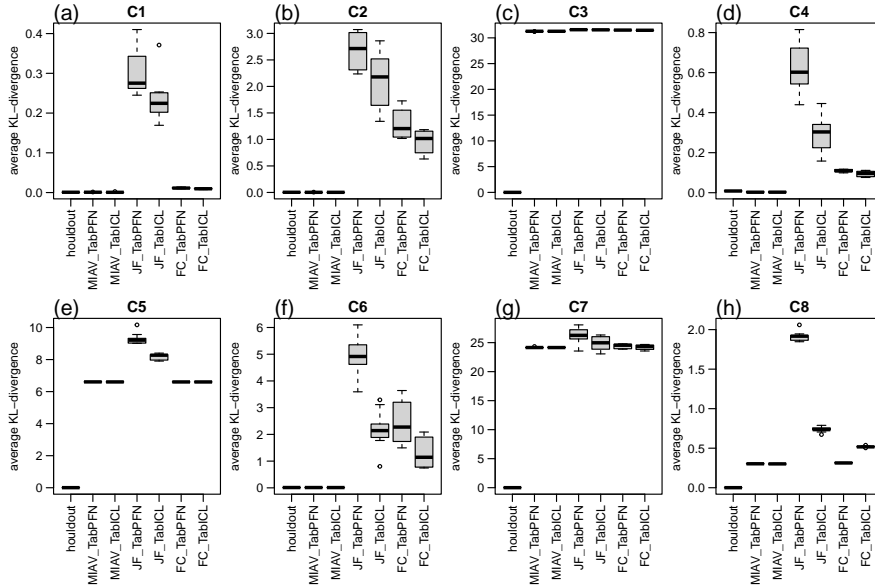 (a) C1
average KL−divergence
0.0 0.1 0.2 0.3 0.4
houldout MIAV_TabPFN MIAV_TabICL JF_TabPFN JF_TabICL FC_TabPFN FC_TabICL
(b) C2
average KL−divergence
0.0 0.5 1.0 1.5 2.0 2.5 3.0
houldout MIAV_TabPFN MIAV_TabICL JF_TabPFN JF_TabICL FC_TabPFN FC_TabICL
(c) C3
average KL−divergence
0 5 10 15 20 25 30
houldout MIAV_TabPFN MIAV_TabICL JF_TabPFN JF_TabICL FC_TabPFN FC_TabICL
(d) C4
average KL−divergence
0.0 0.2 0.4 0.6 0.8
houldout MIAV_TabPFN MIAV_TabICL JF_TabPFN JF_TabICL FC_TabPFN FC_TabICL
(e) C5
average KL−divergence
0 2 4 6 8 10
houldout MIAV_TabPFN MIAV_TabICL JF_TabPFN JF_TabICL FC_TabPFN FC_TabICL
(f) C6
average KL−divergence
0 1 2 3 4 5 6
houldout MIAV_TabPFN MIAV_TabICL JF_TabPFN JF_TabICL FC_TabPFN FC_TabICL
(g) C7
average KL−divergence
0 5 10 15 20 25
houldout MIAV_TabPFN MIAV_TabICL JF_TabPFN JF_TabICL FC_TabPFN FC_TabICL
(h) C8
average KL−divergence
0.0 0.5 1.0 1.5 2.0
houldout MIAV_TabPFN MIAV_TabICL JF_TabPFN JF_TabICL FC_TabPFN FC_TabICL